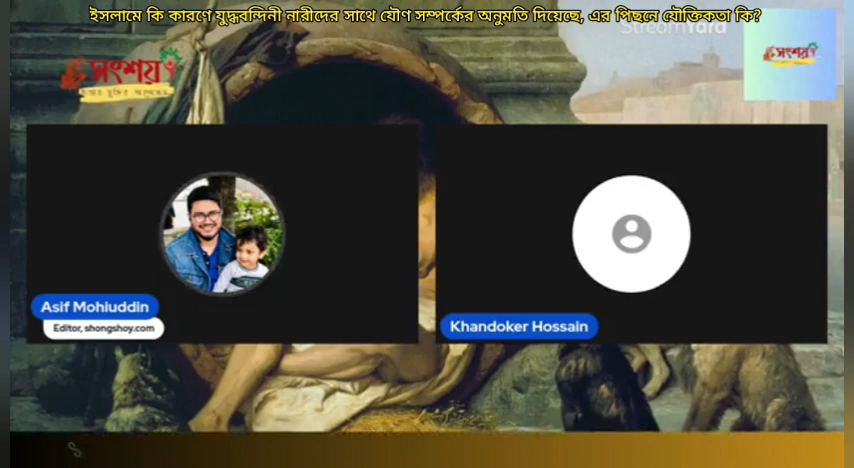 ইসলামে কি কারণে যুদ্ধবন্দিনী নারীদের সাথে যৌণ সম্পর্কের অনুমতি দিয়েছে, এর পিছনে যৌক্তিকতা কি?
StreamYard
সংশয়
সংশয়
Asif Mohiuddin
Editor, shongshoy.com
Khandoker Hossain